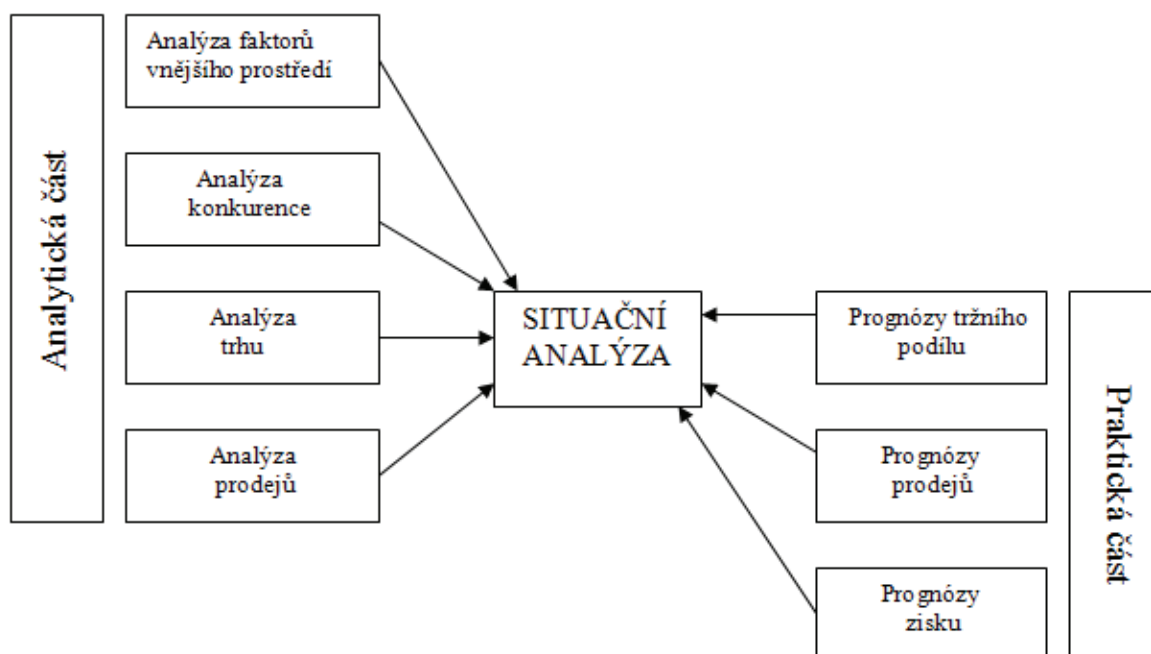 Analytická část
Analýza faktorů
vnějšího prostředí
Analýza
konkurence
Analýza
trhu
Analýza
prodejů
SITUAČNÍ
ANALÝZA
Prognózy tržního
podílu
Prognózy
prodejů
Prognózy
zisku
Praktická část